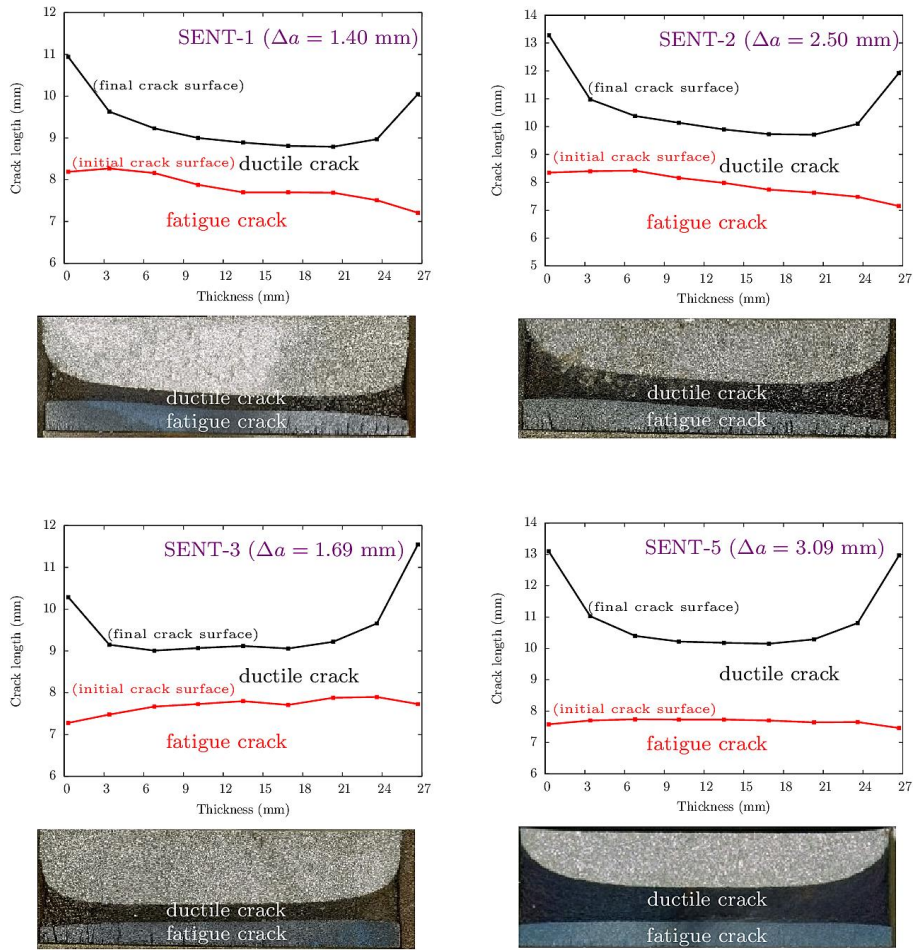 SENT-1 (Δa = 1.40 mm)
12
11
10
9
8
7
6
Crack length (mm)
(final crack surface)
(initial crack surface)
ductile crack
fatigue crack
0 3 6 9 12 15 18 21 24 27
Thickness (mm)
ductile crack
fatigue crack
SENT-2 (Δa = 2.50 mm)
14
13
12
11
10
9
8
7
6
5
Crack length (mm)
(final crack surface)
(initial crack surface)
ductile crack
fatigue crack
0 3 6 9 12 15 18 21 24 27
Thickness (mm)
ductile crack
fatigue crack
SENT-3 (Δa = 1.69 mm)
12
11
10
9
8
7
6
Crack length (mm)
(final crack surface)
(initial crack surface)
ductile crack
fatigue crack
0 3 6 9 12 15 18 21 24 27
Thickness (mm)
ductile crack
fatigue crack
SENT-5 (Δa = 3.09 mm)
14
13
12
11
10
9
8
7
6
Crack length (mm)
(final crack surface)
(initial crack surface)
ductile crack
fatigue crack
0 3 6 9 12 15 18 21 24 27
Thickness (mm)
ductile crack
fatigue crack